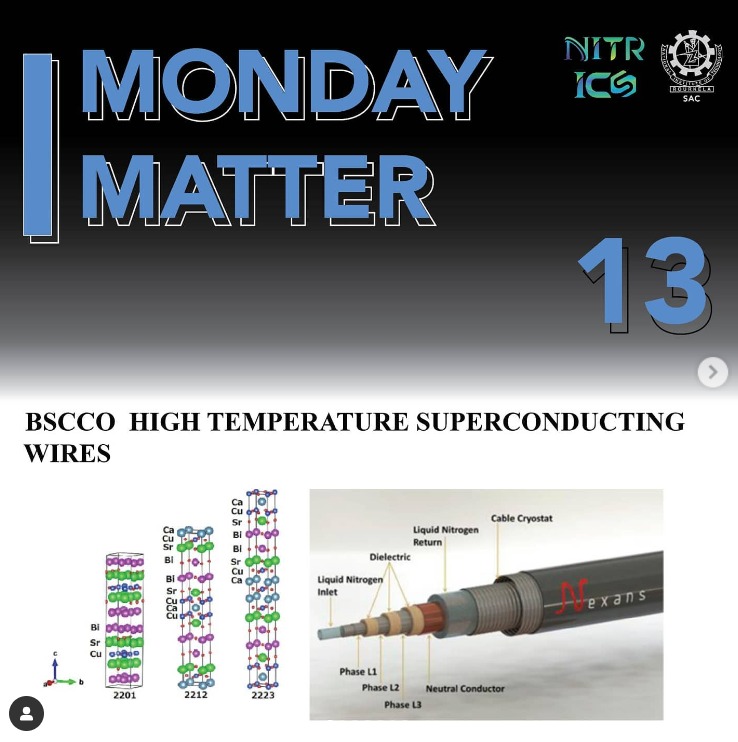 MONDAY
MATTER
NITR
ICS
ROURKELA
SAC
13
BSCCO HIGH TEMPERATURE SUPERCONDUCTING
WIRES
Bi
Sr
Cu
c
a
b
2201
Ca
Cu
Sr
Bi
Bi
Sr
Cu
Ca
Cu
2212
Ca
Cu
Sr
Bi
Bi
Sr
Cu
Ca
2223
Cable Cryostat
Liquid Nitrogen
Return
Dielectric
Liquid Nitrogen
Inlet
Nexans
Phase L1
Phase L2
Neutral Conductor
Phase L3